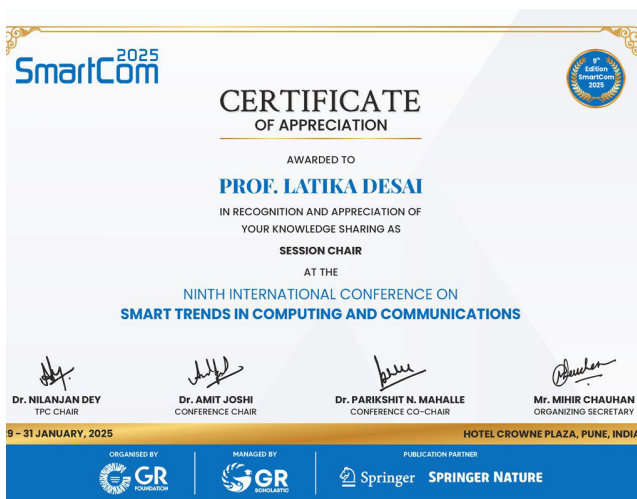 SmartCom 2025
9th
Edition
SmartCom
2025
CERTIFICATE
OF APPRECIATION
AWARDED TO
PROF. LATIKA DESAI
IN RECOGNITION AND APPRECIATION OF
YOUR KNOWLEDGE SHARING AS
SESSION CHAIR
AT THE
NINTH INTERNATIONAL CONFERENCE ON
SMART TRENDS IN COMPUTING AND COMMUNICATIONS
Dr. NILANJAN DEY
TPC CHAIR
Dr. AMIT JOSHI
CONFERENCE CHAIR
Dr. PARIKSHIT N. MAHALLE
CONFERENCE CO-CHAIR
Mr. MIHIR CHAUHAN
ORGANIZING SECRETARY
9 - 31 JANUARY, 2025
HOTEL CROWNE PLAZA, PUNE, INDIA
ORGANISED BY
GR
FOUNDATION
MANAGED BY
GR
SCHOLASTIC
PUBLICATION PARTNER
Springer SPRINGER NATURE